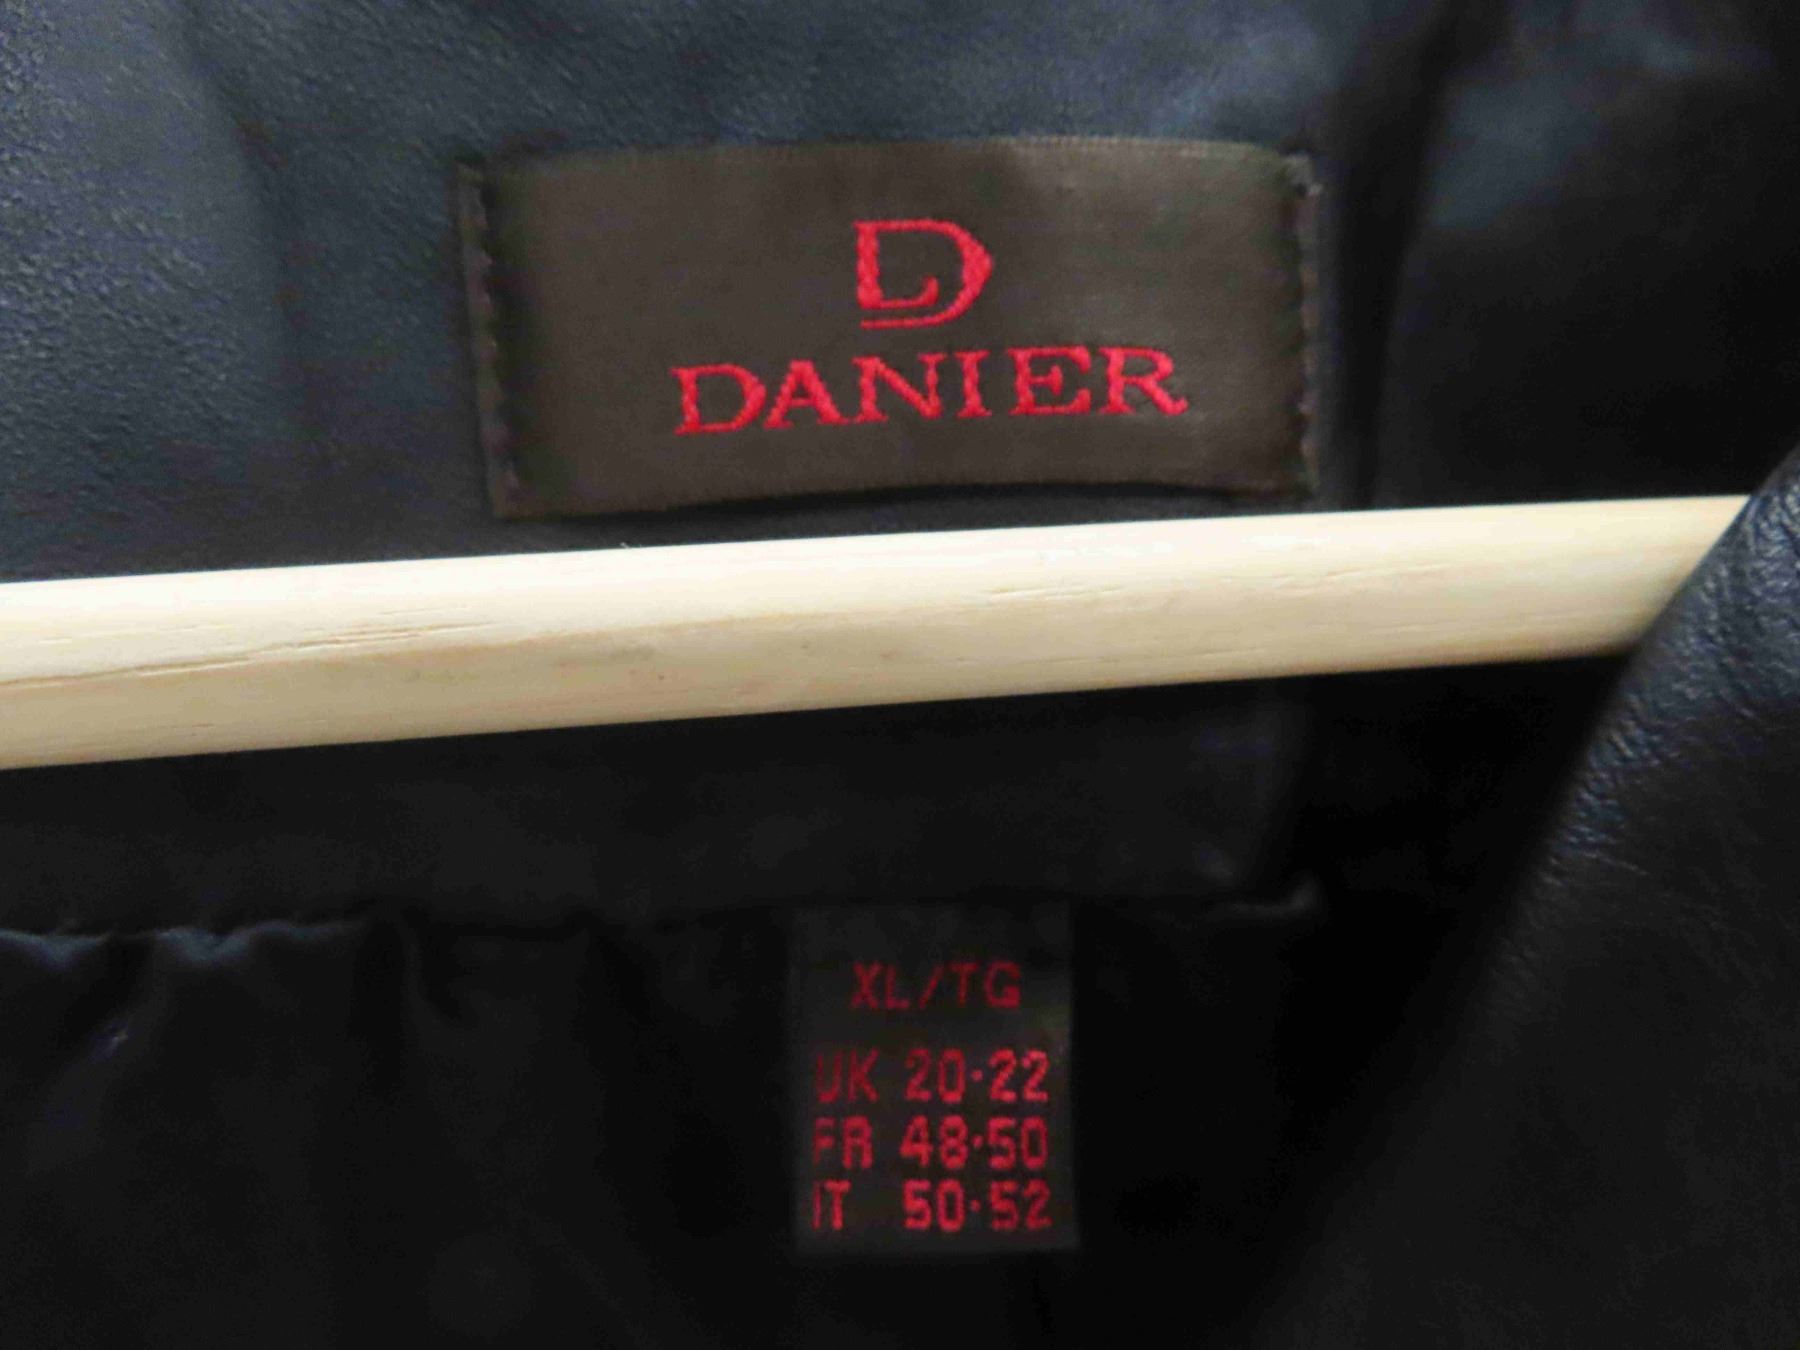 D
DANIER
XL/TG
UK 20·22
FR 48·50
IT 50·52